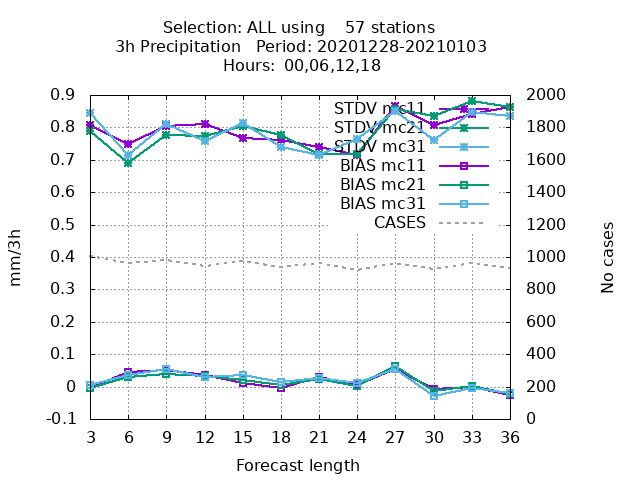 Selection: ALL using    57 stations
3h Precipitation   Period: 20201228-20210103
Hours:  00,06,12,18
0.9
0.8
0.7
0.6
0.5
0.4
0.3
0.2
0.1
0
-0.1
mm/3h
STDV mc11
STDV mc21
STDV mc31
BIAS mc11
BIAS mc21
BIAS mc31
CASES
2000
1800
1600
1400
1200
1000
800
600
400
200
0
No cases
3 6 9 12 15 18 21 24 27 30 33 36
Forecast length